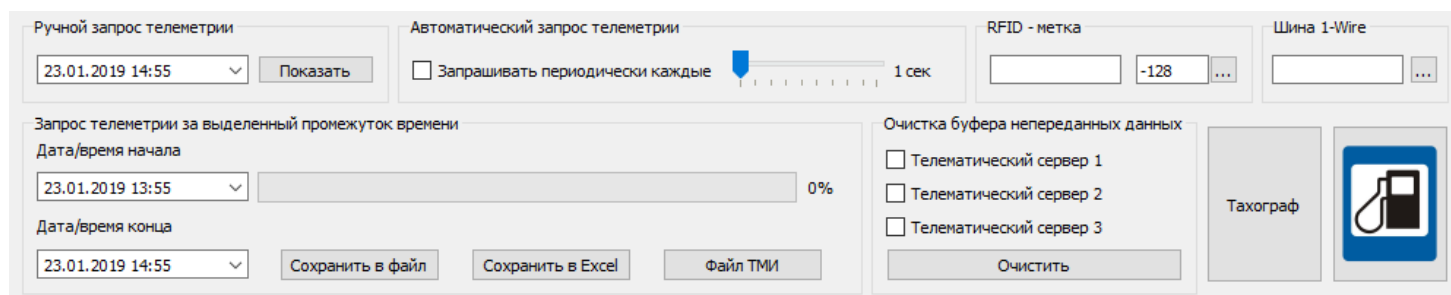 Ручной запрос телеметрии
23.01.2019 14:55
Показать
Автоматический запрос телеметрии
Запрашивать периодически каждые
1 сек
RFID - метка
-128
...
Шина 1-Wire
...
Запрос телеметрии за выделенный промежуток времени
Дата/время начала
23.01.2019 13:55
0%
Дата/время конца
23.01.2019 14:55
Сохранить в файл
Сохранить в Excel
Файл ТМИ
Очистка буфера непереданных данных
Телематический сервер 1
Телематический сервер 2
Телематический сервер 3
Очистить
Тахограф